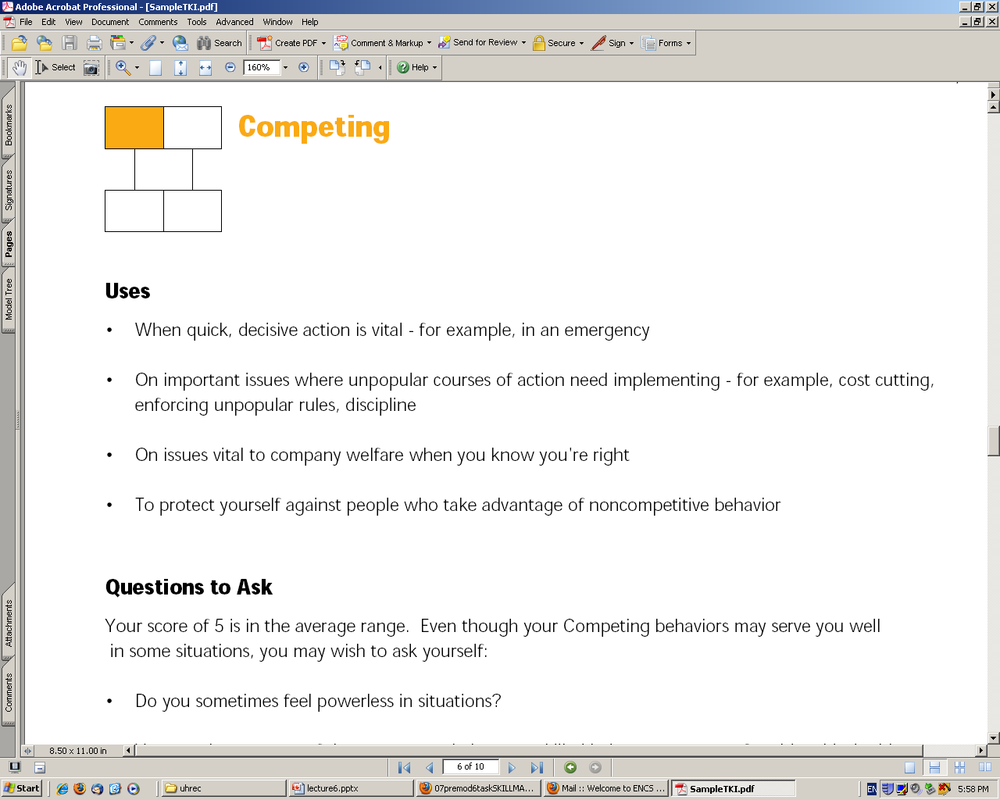 Adobe Acrobat Professional - [SampleTKI.pdf]
File Edit View Document Comments Tools Advanced Window Help
Search Create PDF Comment & Markup Send for Review Secure Sign Forms
Select 160% Help
Bookmarks
Signatures
Pages
Model Tree
Attachments
Comments
Competing
Uses
• When quick, decisive action is vital - for example, in an emergency
• On important issues where unpopular courses of action need implementing - for example, cost cutting,
enforcing unpopular rules, discipline
• On issues vital to company welfare when you know you're right
• To protect yourself against people who take advantage of noncompetitive behavior
Questions to Ask
Your score of 5 is in the average range. Even though your Competing behaviors may serve you well
in some situations, you may wish to ask yourself:
• Do you sometimes feel powerless in situations?
8.50 x 11.00 in
6 of 10
Start uhrec lecture6.pptx 07premod6taskSKILLMA... Mail :: Welcome to ENCS ... SampleTKI.pdf EN 5:58 PM